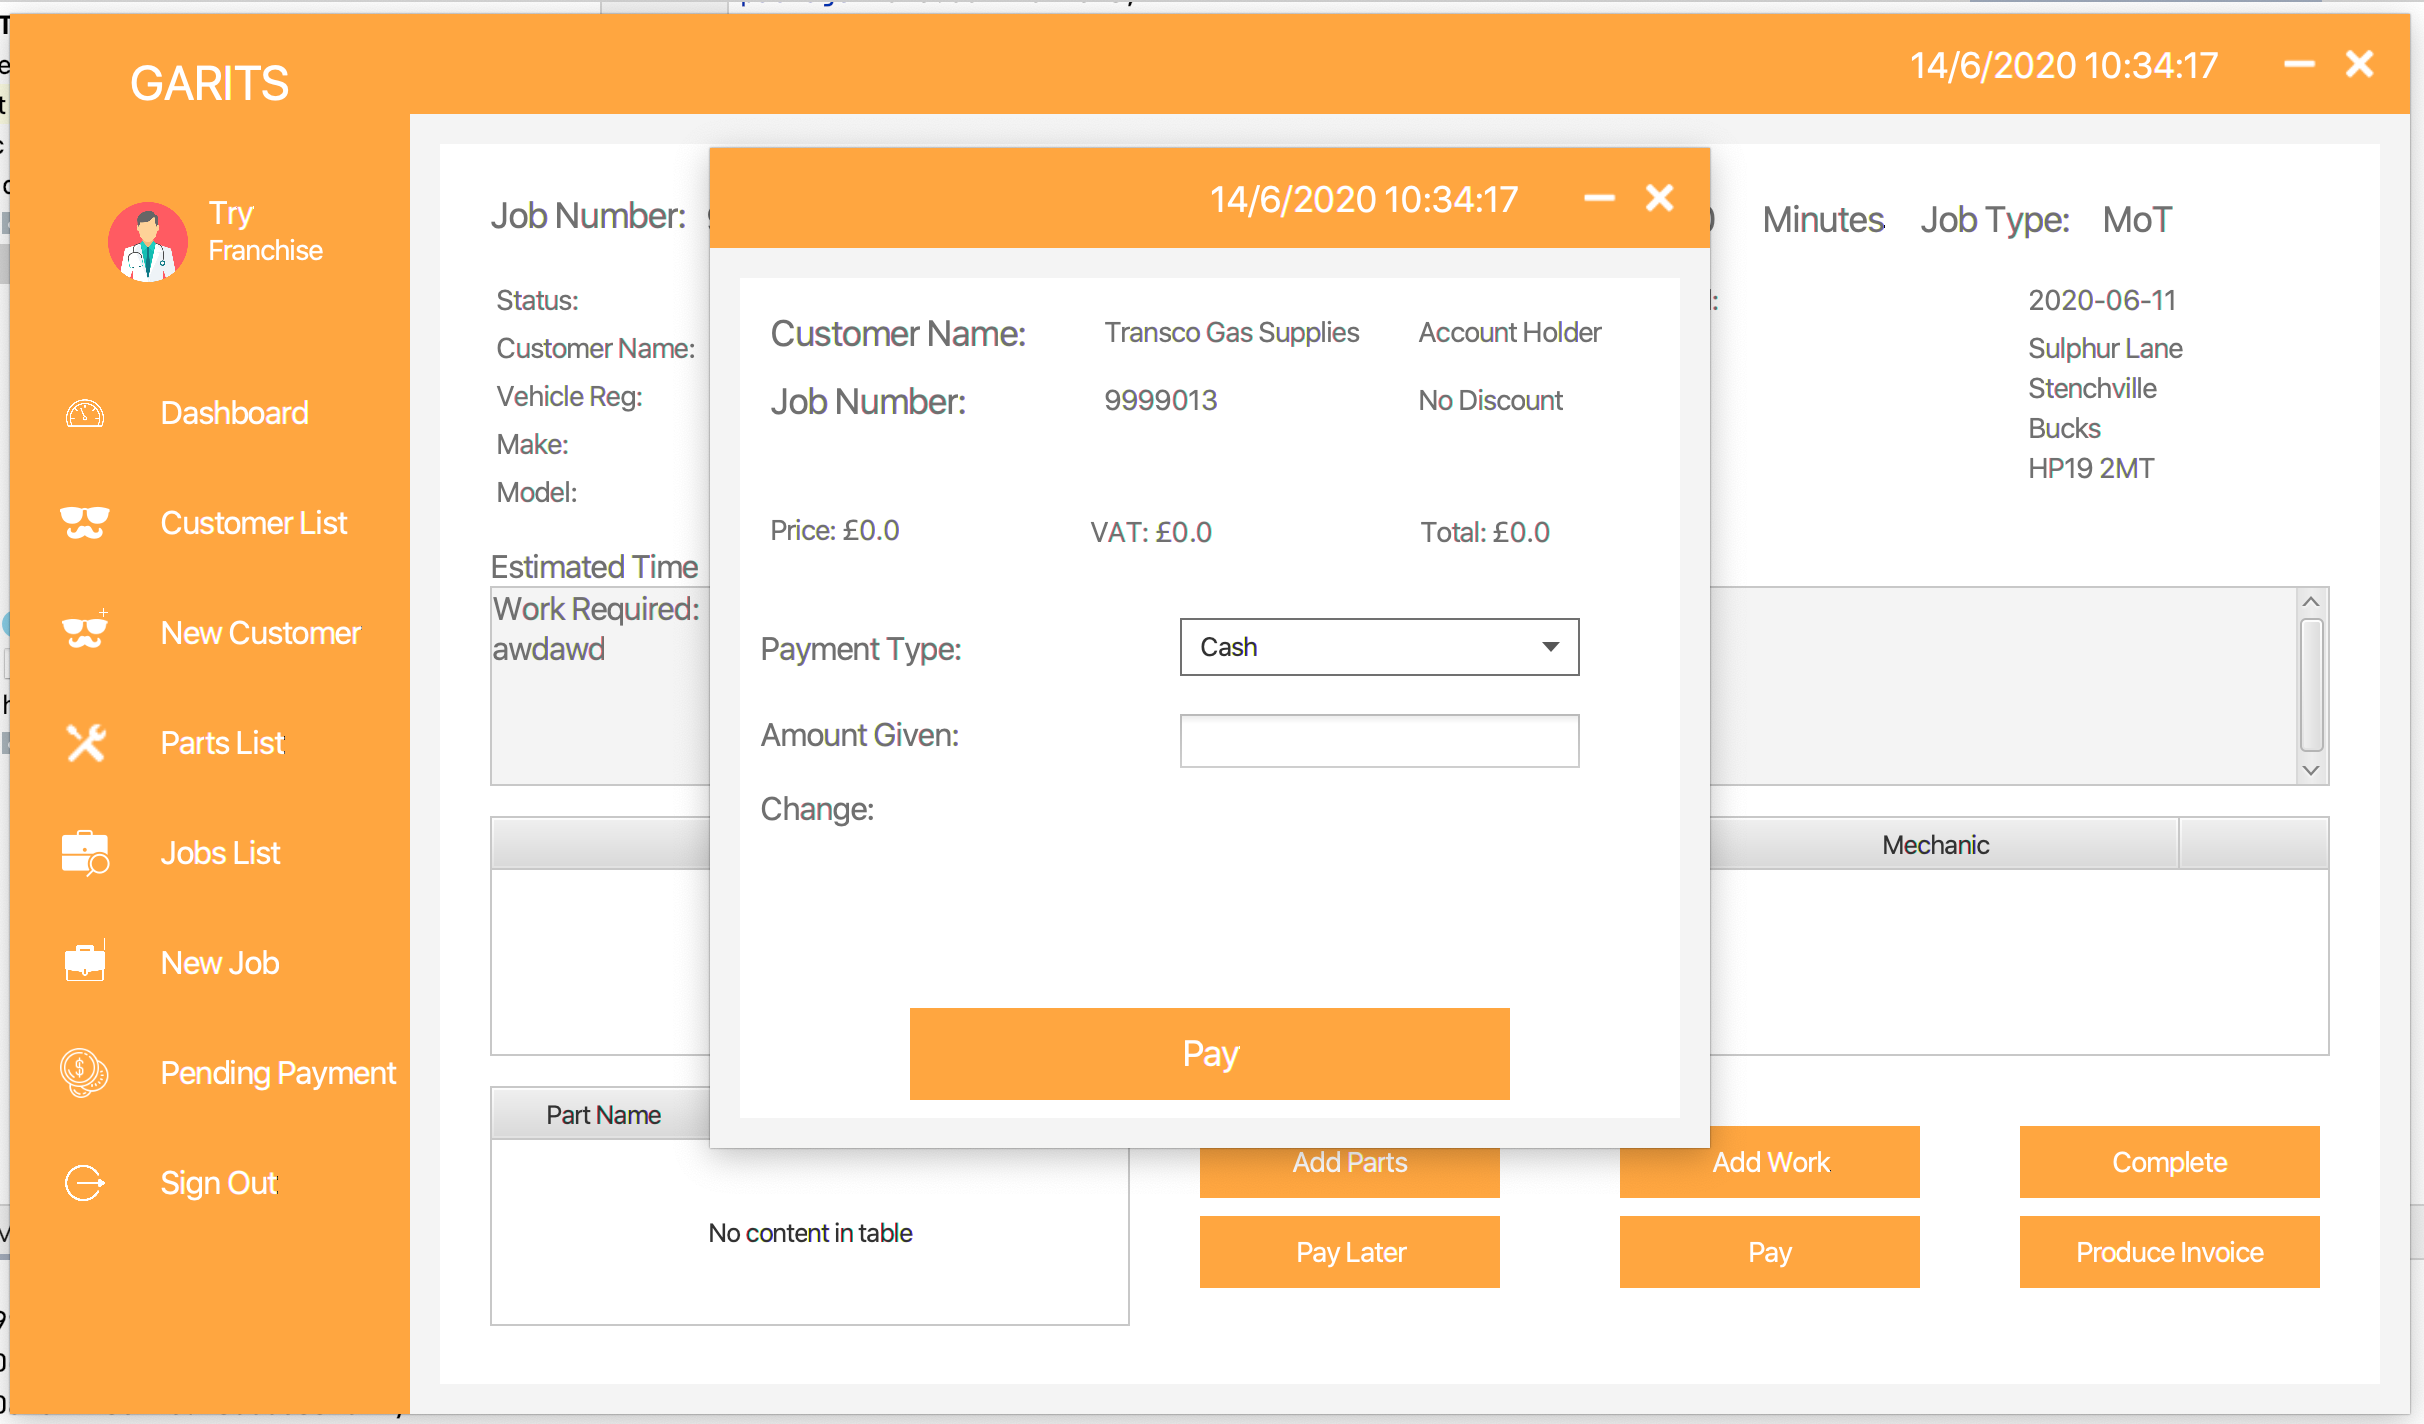 GARITS
14/6/2020 10:34:17
Try
Franchise
Dashboard
Customer List
New Customer
Parts List
Jobs List
New Job
Pending Payment
Sign Out
Job Number:
Minutes
Job Type:
MoT
Status:
Customer Name:
Vehicle Reg:
Make:
Model:
2020-06-11
Sulphur Lane
Stenchville
Bucks
HP19 2MT
Estimated Time
Work Required:
awdawd
Mechanic
Part Name
No content in table
14/6/2020 10:34:17
Customer Name:
Transco Gas Supplies
Account Holder
Job Number:
9999013
No Discount
Price: £0.0
VAT: £0.0
Total: £0.0
Payment Type:
Cash
Amount Given:
Change:
Pay
Add Parts
Add Work
Complete
Pay Later
Pay
Produce Invoice